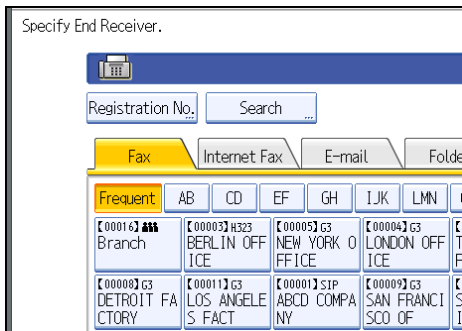 Specify End Receiver.
Registration No.
Search
Fax
Internet Fax
E-mail
Folde
Frequent
AB
CD
EF
GH
IJK
LMN
【00016】
Branch
【00003】H323
BERLIN OFF
ICE
【00005】G3
NEW YORK O
FFICE
【00004】G3
LONDON OFF
ICE
【00008】G3
DETROIT FA
CTORY
【00011】G3
LOS ANGELE
S FACT
【00001】SIP
ABCD COMPA
NY
【00009】G3
SAN FRANCI
SCO OF